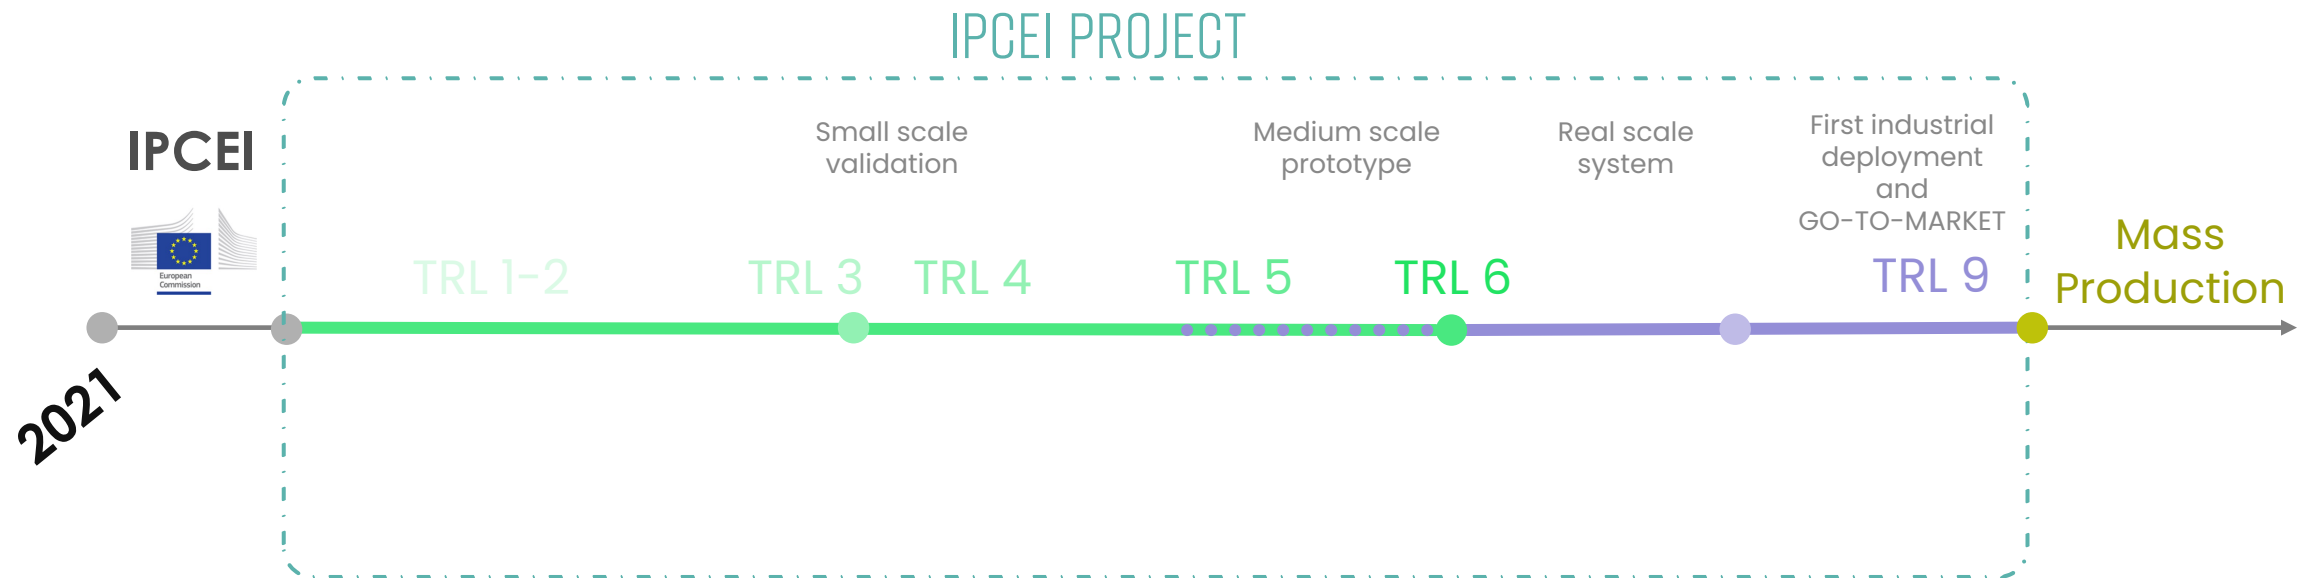 IPCEI PROJECT
IPCEI
European
Commission
2021
Small scale
validation
Medium scale
prototype
Real scale
system
First industrial
deployment
and
GO-TO-MARKET
TRL 1-2
TRL 3
TRL 4
TRL 5
TRL 6
TRL 9
Mass
Production